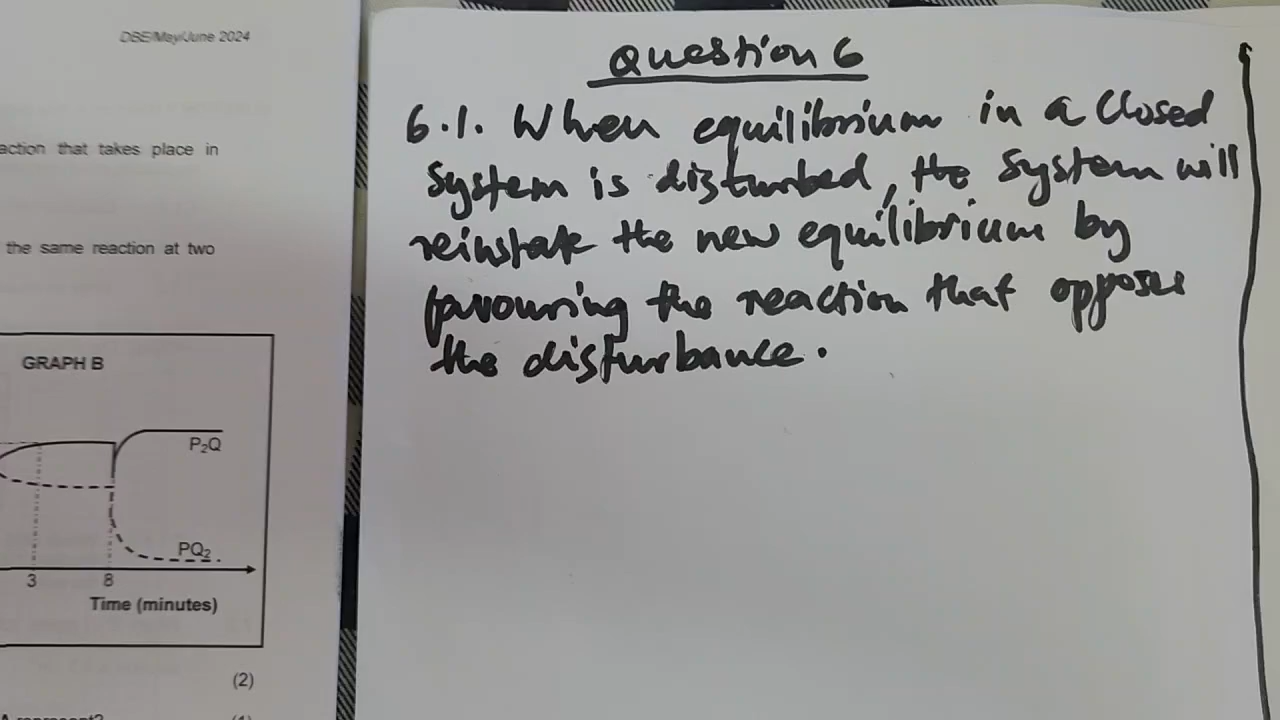 DBE/May/June 2024
action that takes place in
the same reaction at two
GRAPH B
P₂Q
PQ₂
3 8
Time (minutes)
(2)
Question 6
6.1. When equilibrium in a closed
system is disturbed, the system will
reinstate the new equilibrium by
favouring the reaction that opposes
the disturbance.